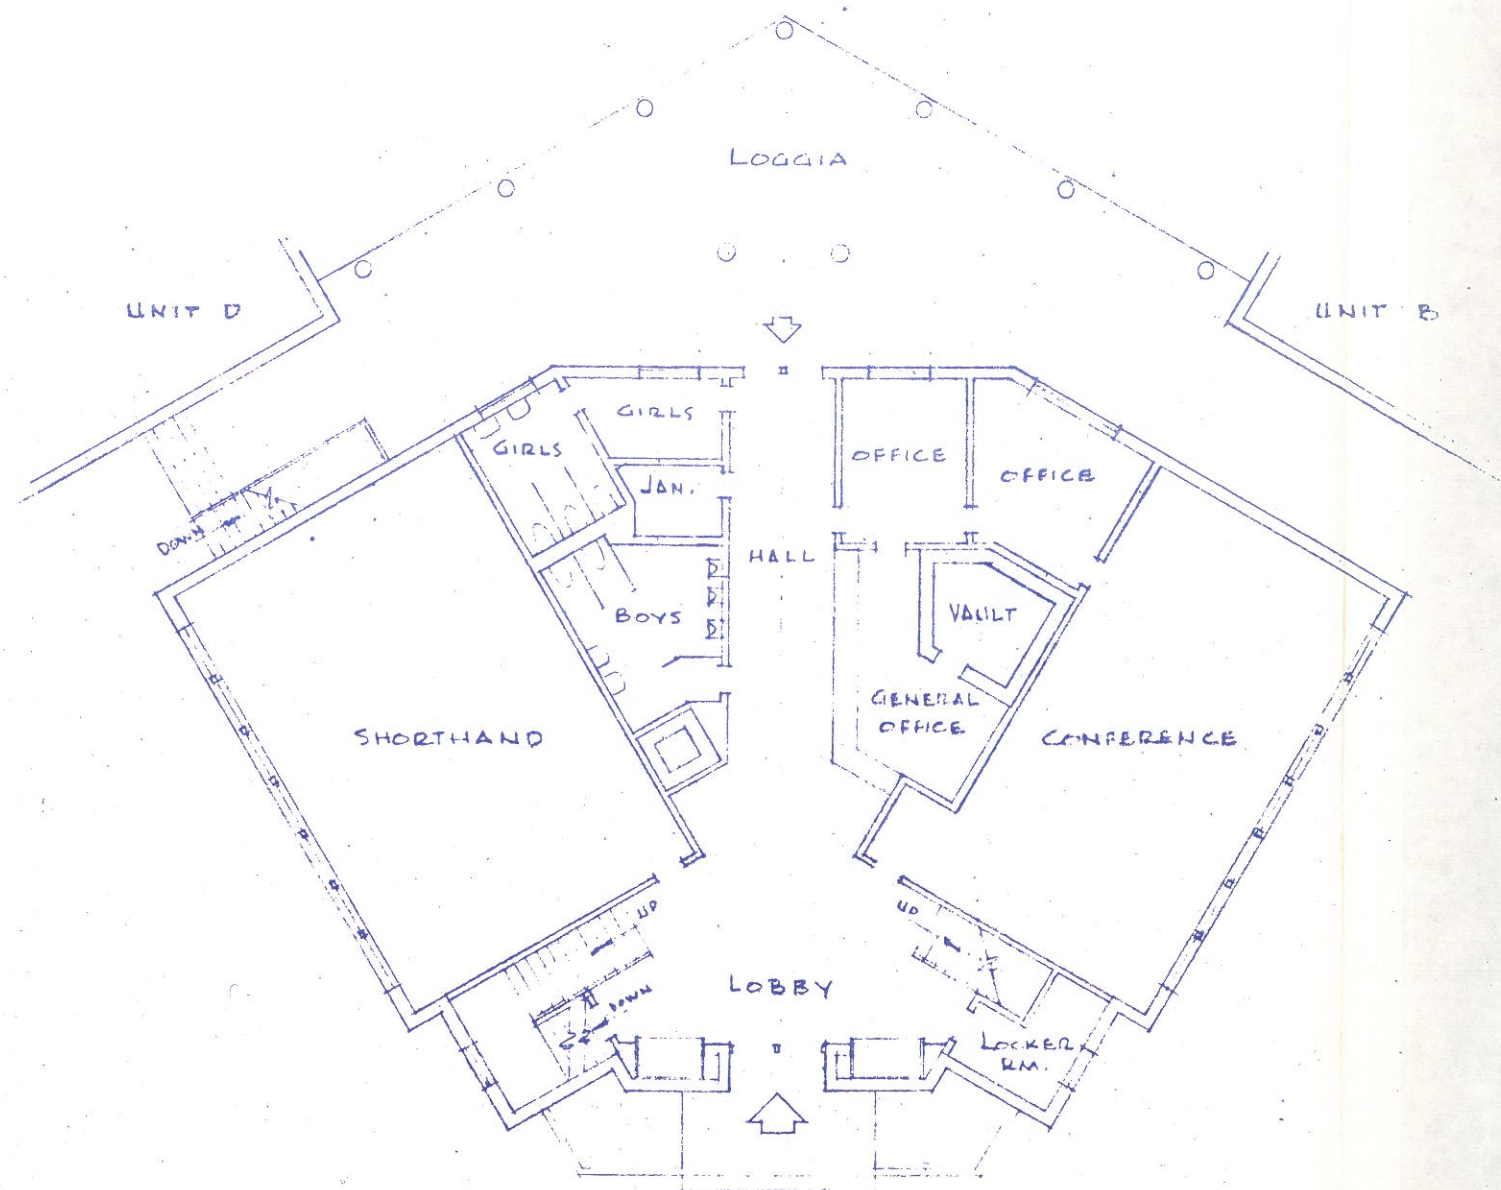 LOGGIA
UNIT D
UNIT B
GIRLS
GIRLS
OFFICE
OFFICE
JAN.
DOWN
HALL
BOYS
VAULT
GENERAL
OFFICE
SHORTHAND
CONFERENCE
UP
UP
LOBBY
DOWN
LOCKER
RM.